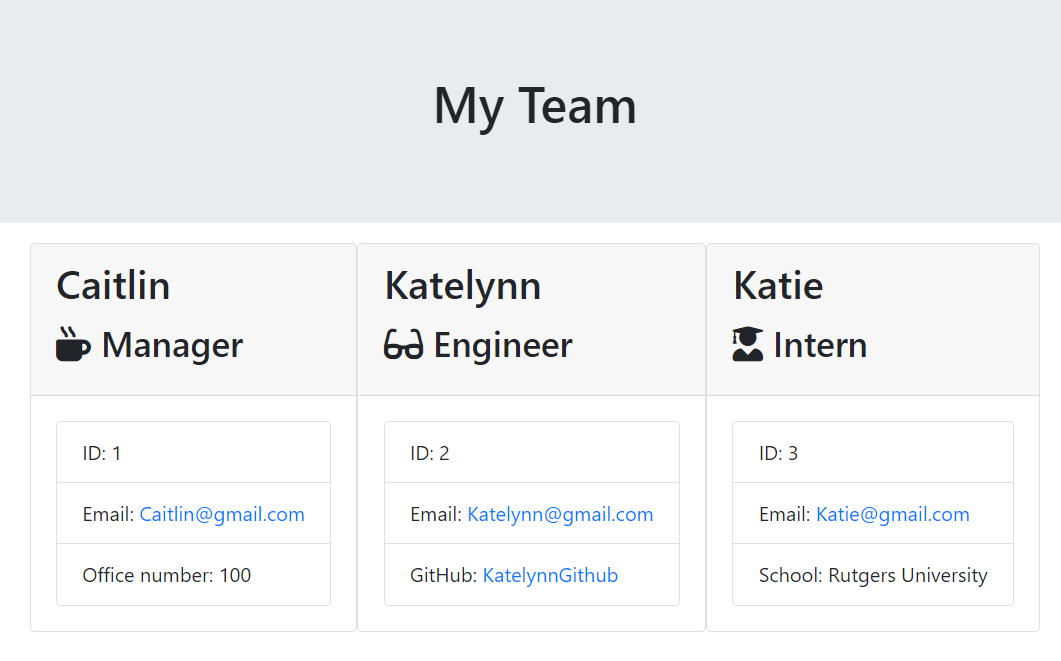 My Team
Caitlin
Manager
ID: 1
Email: Caitlin@gmail.com
Office number: 100
Katelynn
Engineer
ID: 2
Email: Katelynn@gmail.com
GitHub: KatelynnGithub
Katie
Intern
ID: 3
Email: Katie@gmail.com
School: Rutgers University